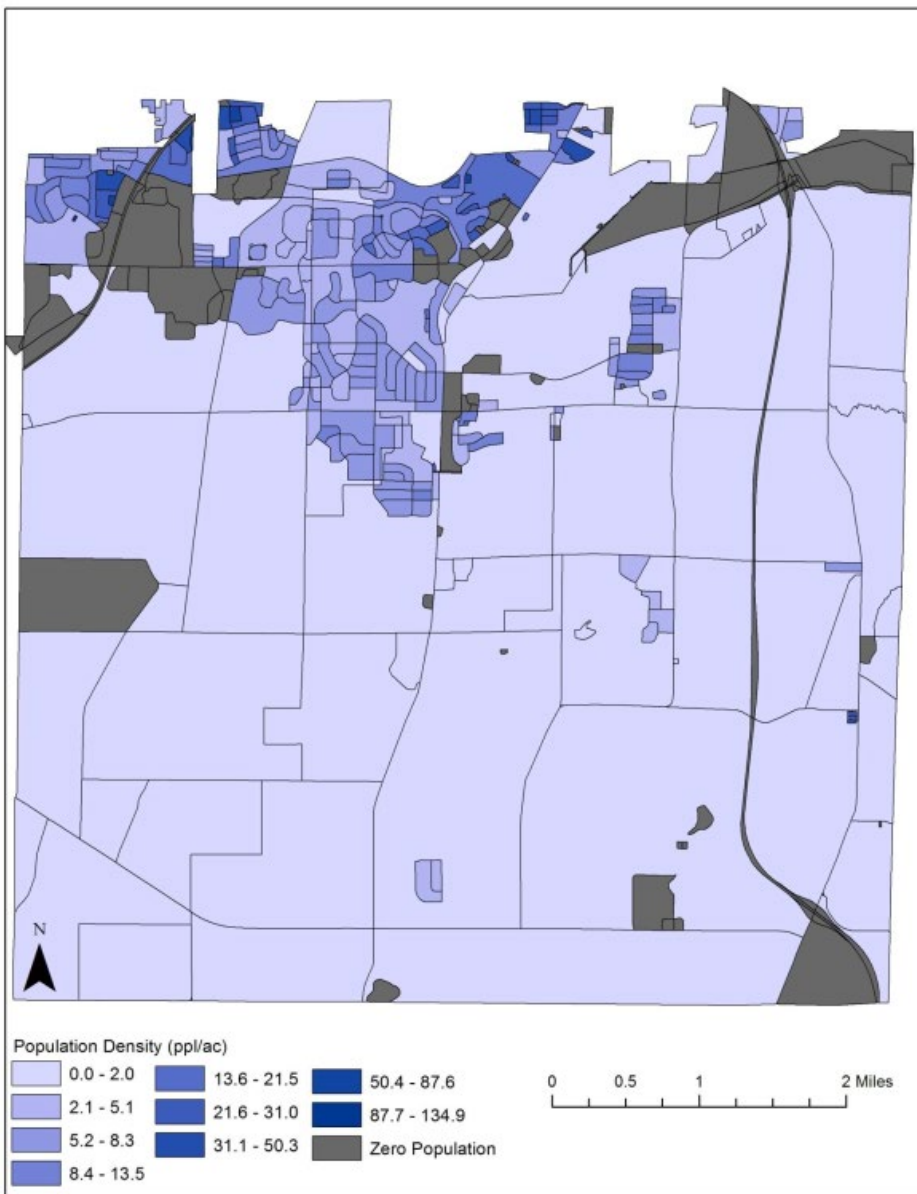 N
Population Density (ppl/ac)
0.0 - 2.0
2.1 - 5.1
5.2 - 8.3
8.4 - 13.5
13.6 - 21.5
21.6 - 31.0
31.1 - 50.3
50.4 - 87.6
87.7 - 134.9
Zero Population
0 0.5 1 2 Miles